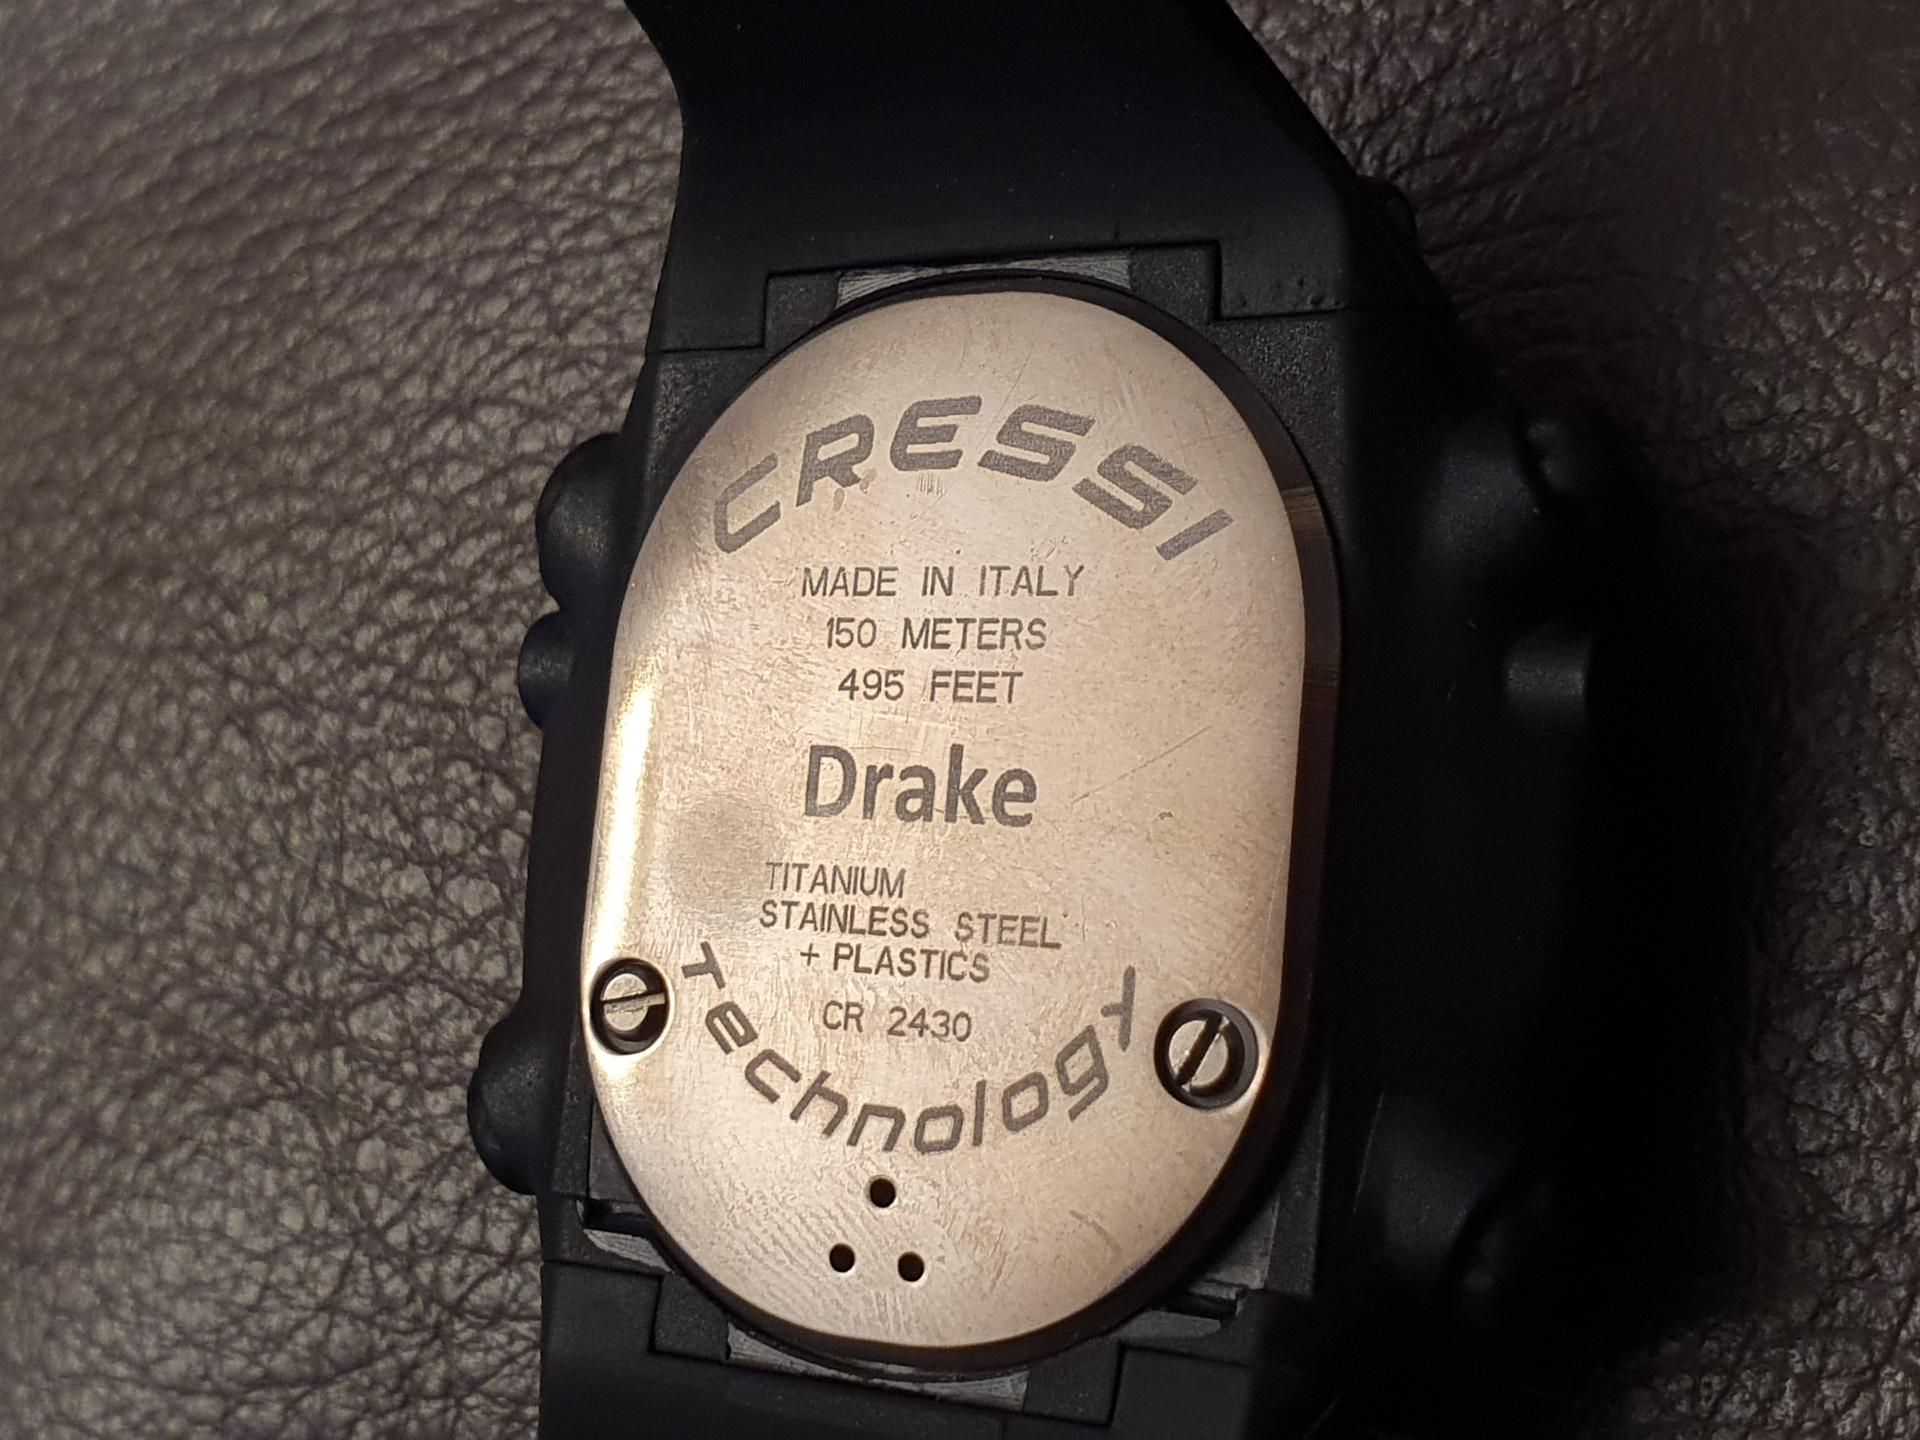 CRESSI
MADE IN ITALY
150 METERS
495 FEET
Drake
TITANIUM
STAINLESS STEEL
+ PLASTICS
CR 2430
Technology